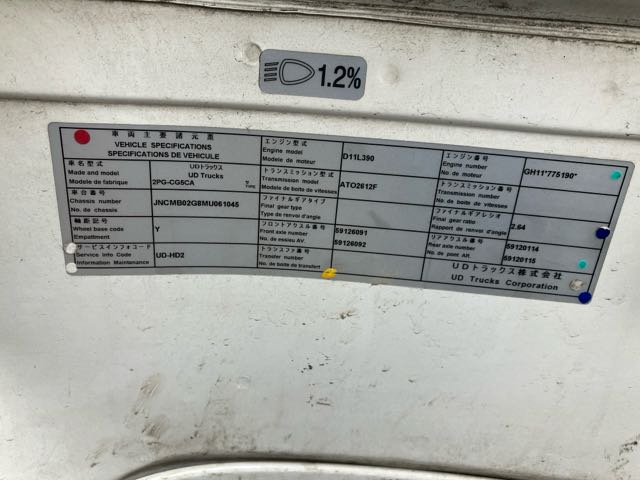 1.2%
車両主要諸元票
VEHICLE SPECIFICATIONS
SPECIFICATIONS DE VEHICULE
車名型式
Made and model
Modele de fabrique
UDトラックス
UD Trucks
2PG-CG5CA
TYPE
車台番号
Chassis number
No. de chassis
JNCMB02G8MU061045
軸距記号
Wheel base code
Empattement
Y
サービスインフォコード
Service info Code
Information Maintenance
UD-HD2
エンジン型式
Engine model
Modele de moteur
D11L390
トランスミッション型式
Transmission model
Modele de boite de vitesses
ATO2612F
ファイナルギアタイプ
Final gear type
Type de renvoi d'angle
フロントアクスル番号
Front axle number
No. de essieu AV.
59126091
59126092
トランスファ番号
Transfer number
No. de boite de transfert
エンジン番号
Engine number
No. de moteur
GH11*775190*
トランスミッション番号
Transmission number
No. de boite de vitesses
ファイナルギアレシオ
Final gear ratio
Rapport de renvoi d'angle
2.64
リアアクスル番号
Rear axle number
No. de pont AR.
59120114
59120115
UDトラックス株式会社
UD Trucks Corporation